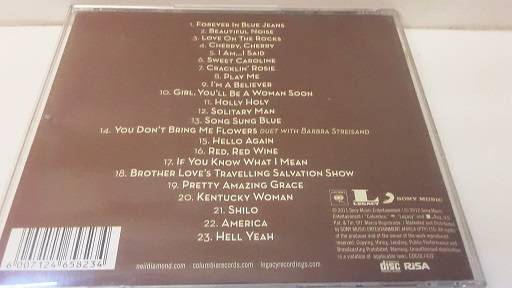 1. Forever In Blue Jeans
2. Beautiful Noise
3. Love On The Rocks
4. Cherry, Cherry
5. I Am...I Said
6. Sweet Caroline
7. Cracklin' Rosie
8. Play Me
9. I'm A Believer
10. Girl, You'll Be A Woman Soon
11. Holly Holy
12. Solitary Man
13. Song Sung Blue
14. You Don't Bring Me Flowers duet with Barbra Streisand
15. Hello Again
16. Red, Red Wine
17. If You Know What I Mean
18. Brother Love's Travelling Salvation Show
19. Pretty Amazing Grace
20. Kentucky Woman
21. Shilo
22. America
23. Hell Yeah
LEGACY
SONY MUSIC
6 007124 658234
neildiamond.com columbiarecords.com legacyrecordings.com
disc
RiSA